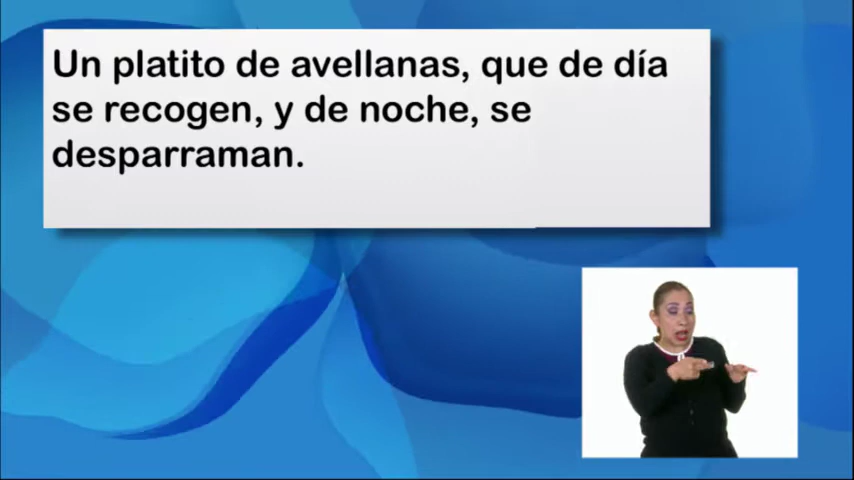 Un platito de avellanas, que de día
se recogen, y de noche, se
desparraman.